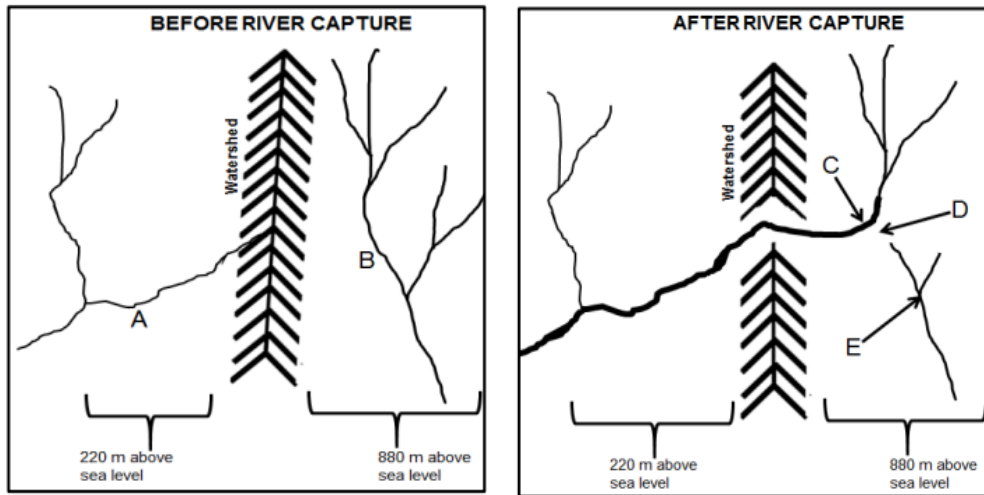 BEFORE RIVER CAPTURE
Watershed
A
B
220 m above
sea level
880 m above
sea level
AFTER RIVER CAPTURE
Watershed
C
D
E
220 m above
sea level
880 m above
sea level